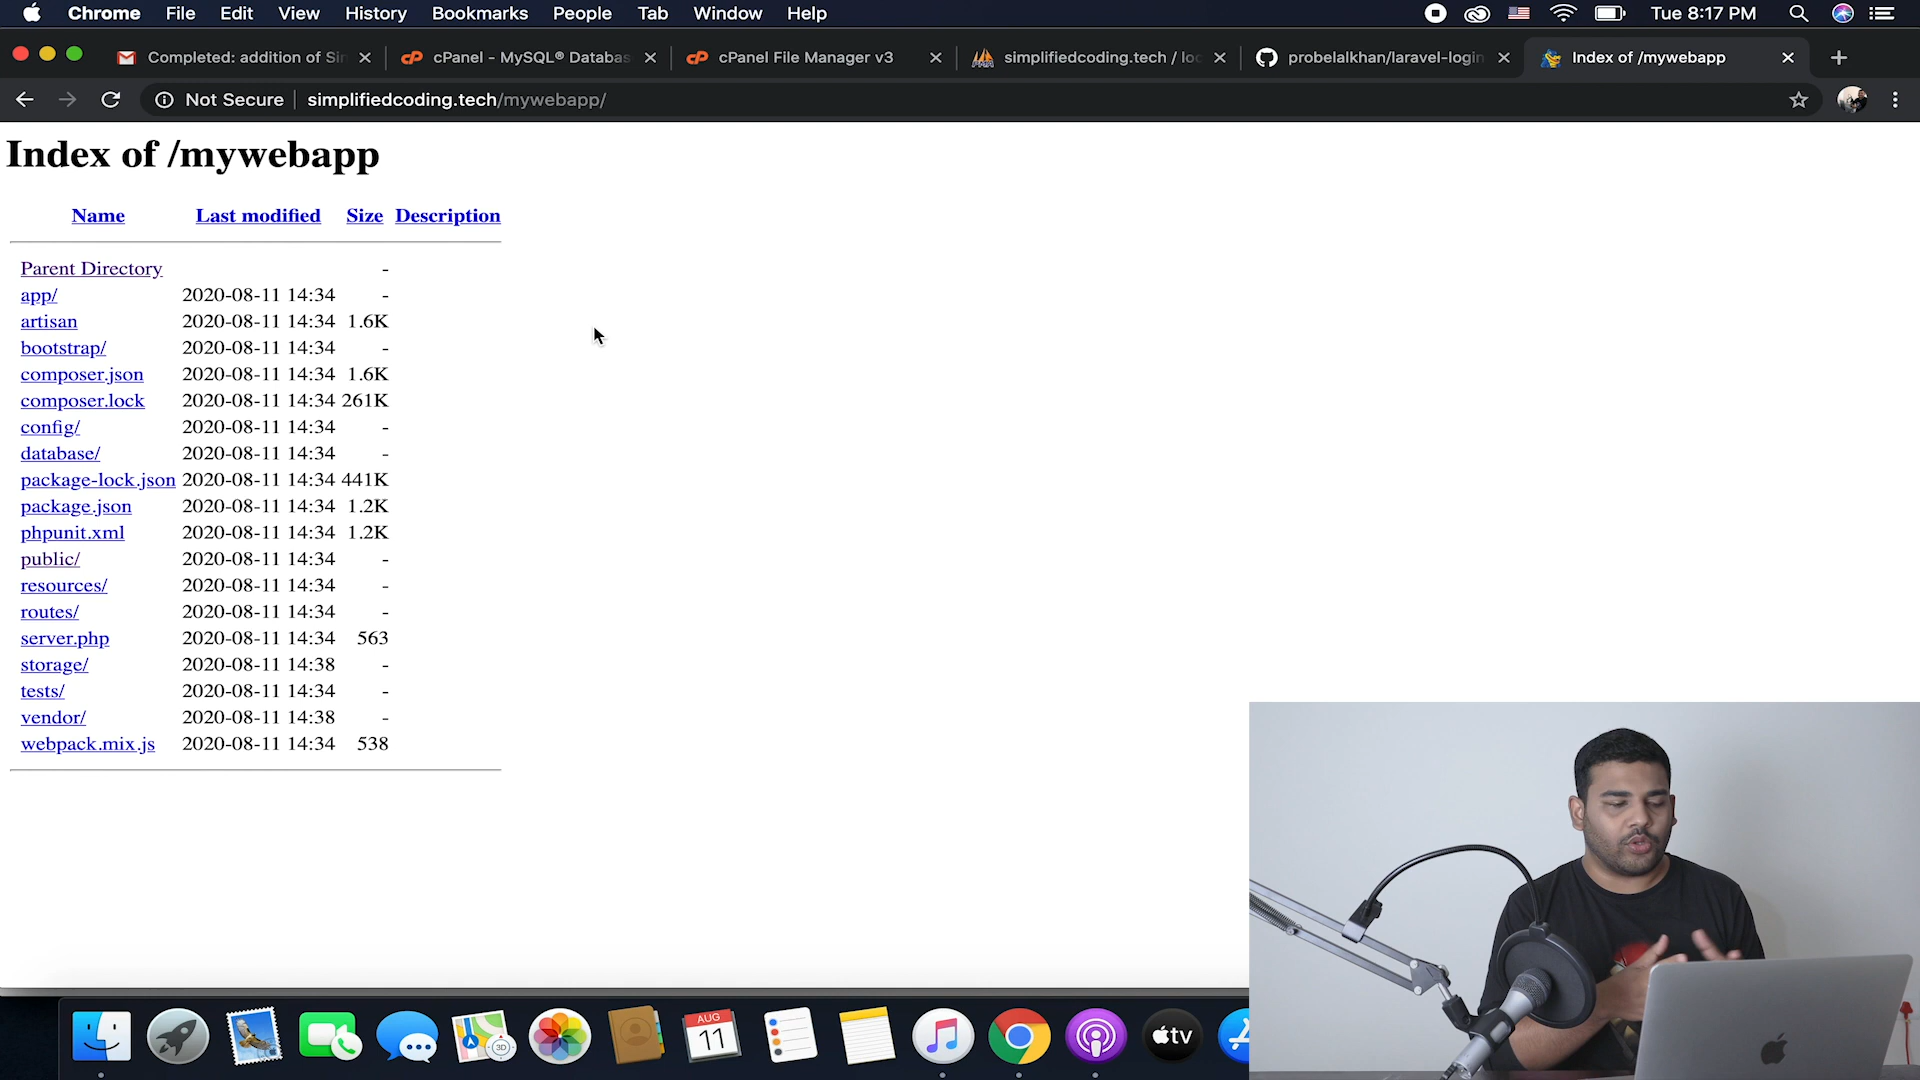 Chrome File Edit View History Bookmarks People Tab Window Help Tue 8:17 PM
Completed: addition of Sin cPanel - MySQL® Databas cPanel File Manager v3 simplifiedcoding.tech / loc probelalkhan/laravel-login Index of /mywebapp
Not Secure simplifiedcoding.tech/mywebapp/
Index of /mywebapp
Name Last modified Size Description
Parent Directory -
app/ 2020-08-11 14:34 -
artisan 2020-08-11 14:34 1.6K
bootstrap/ 2020-08-11 14:34 -
composer.json 2020-08-11 14:34 1.6K
composer.lock 2020-08-11 14:34 261K
config/ 2020-08-11 14:34 -
database/ 2020-08-11 14:34 -
package-lock.json 2020-08-11 14:34 441K
package.json 2020-08-11 14:34 1.2K
phpunit.xml 2020-08-11 14:34 1.2K
public/ 2020-08-11 14:34 -
resources/ 2020-08-11 14:34 -
routes/ 2020-08-11 14:34 -
server.php 2020-08-11 14:34 563
storage/ 2020-08-11 14:38 -
tests/ 2020-08-11 14:34 -
vendor/ 2020-08-11 14:38 -
webpack.mix.js 2020-08-11 14:34 538
3D
AUG
11
tv